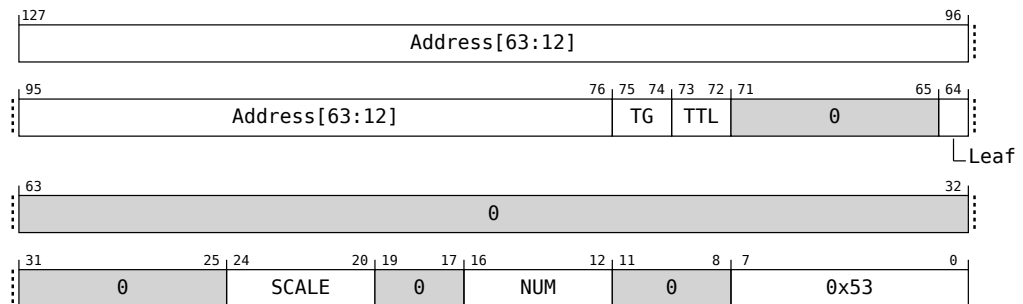 127 96
Address[63:12]
95 76 75 74 73 72 71 65 64
Address[63:12] TG TTL 0
Leaf
63 32
0
31 25 24 20 19 17 16 12 11 8 7 0
0 SCALE 0 NUM 0 0x53